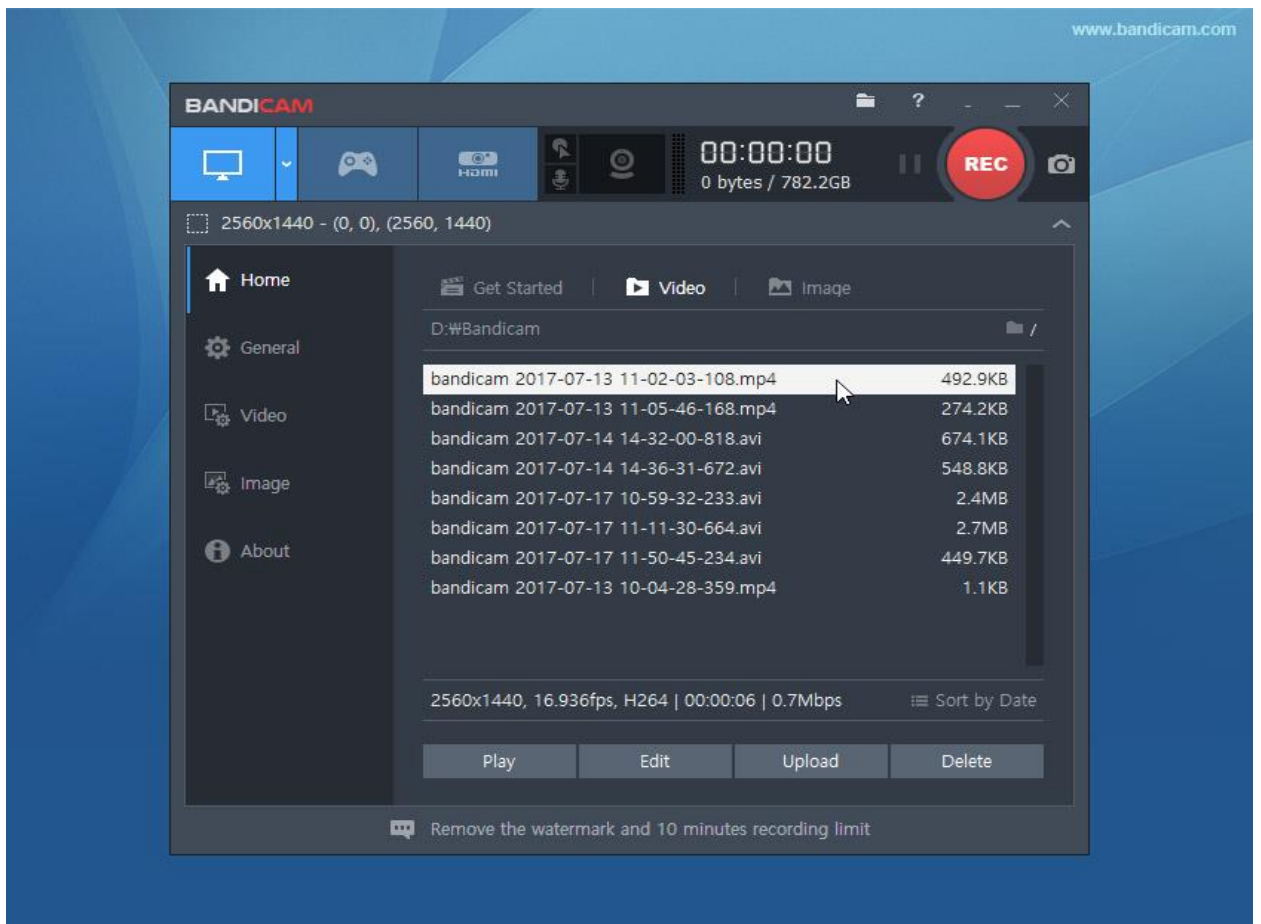 www.bandicam.com
BANDICAM
?
HDMI
00:00:00
0 bytes / 782.2GB
REC
2560x1440 - (0, 0), (2560, 1440)
Home
General
Video
Image
About
Get Started | Video | Image
D:₩Bandicam /
bandicam 2017-07-13 11-02-03-108.mp4 492.9KB
bandicam 2017-07-13 11-05-46-168.mp4 274.2KB
bandicam 2017-07-14 14-32-00-818.avi 674.1KB
bandicam 2017-07-14 14-36-31-672.avi 548.8KB
bandicam 2017-07-17 10-59-32-233.avi 2.4MB
bandicam 2017-07-17 11-11-30-664.avi 2.7MB
bandicam 2017-07-17 11-50-45-234.avi 449.7KB
bandicam 2017-07-13 10-04-28-359.mp4 1.1KB
2560x1440, 16.936fps, H264 | 00:00:06 | 0.7Mbps Sort by Date
Play Edit Upload Delete
Remove the watermark and 10 minutes recording limit